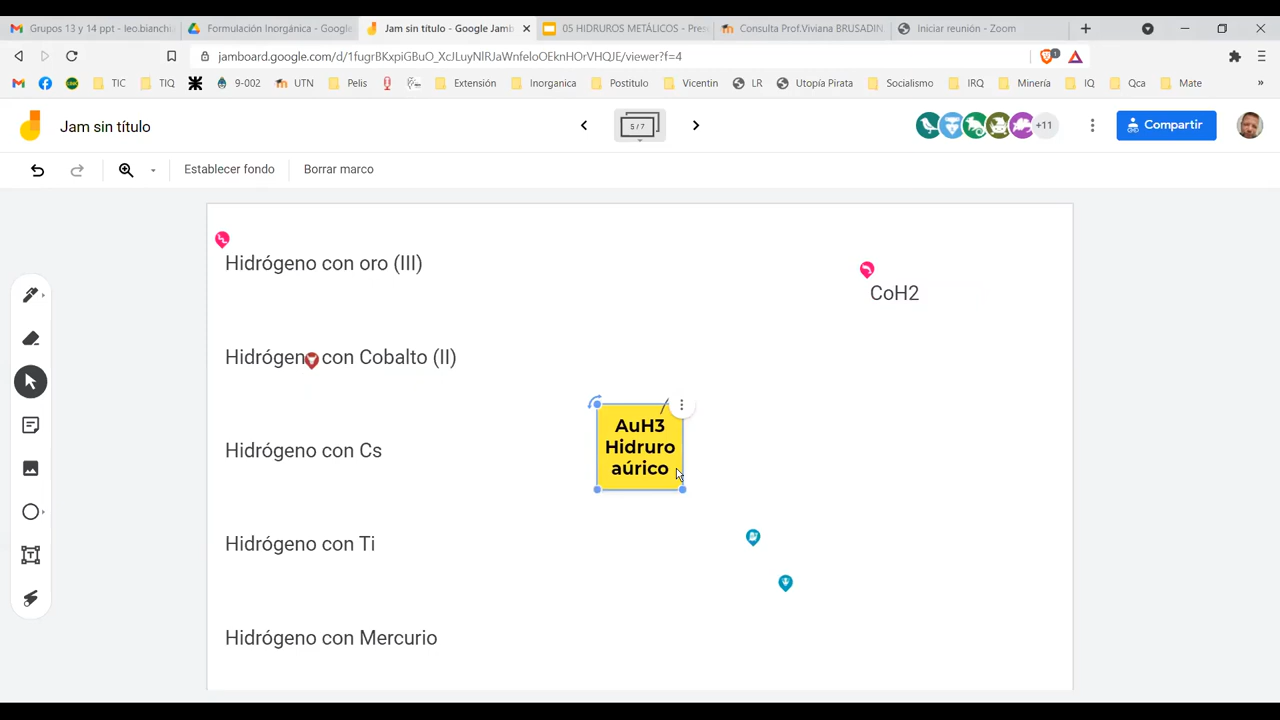 Grupos 13 y 14 ppt - leo.bianchi
Formulación Inorgánica - Google
Jam sin título - Google Jamb
05 HIDRUROS METÁLICOS - Pres
Consulta Prof.Viviana BRUSADIN
Iniciar reunión - Zoom
jamboard.google.com/d/1fuqrBKxpiGBuO_XcJLuyNlRJaWnfeloOEknHOrVHQJE/viewer?f=4
1
TIC
TIQ
9-002
UTN
Pelis
Extensión
Inorganica
Postítulo
Vicentin
LR
Utopía Pirata
Socialismo
IRQ
Minería
IQ
Qca
Mate
»
Jam sin título
5 / 7
+11
Compartir
Establecer fondo
Borrar marco
Hidrógeno con oro (III)
CoH2
Hidrógeno con Cobalto (II)
AuH3
Hidruro
aúrico
Hidrógeno con Cs
Hidrógeno con Ti
Hidrógeno con Mercurio